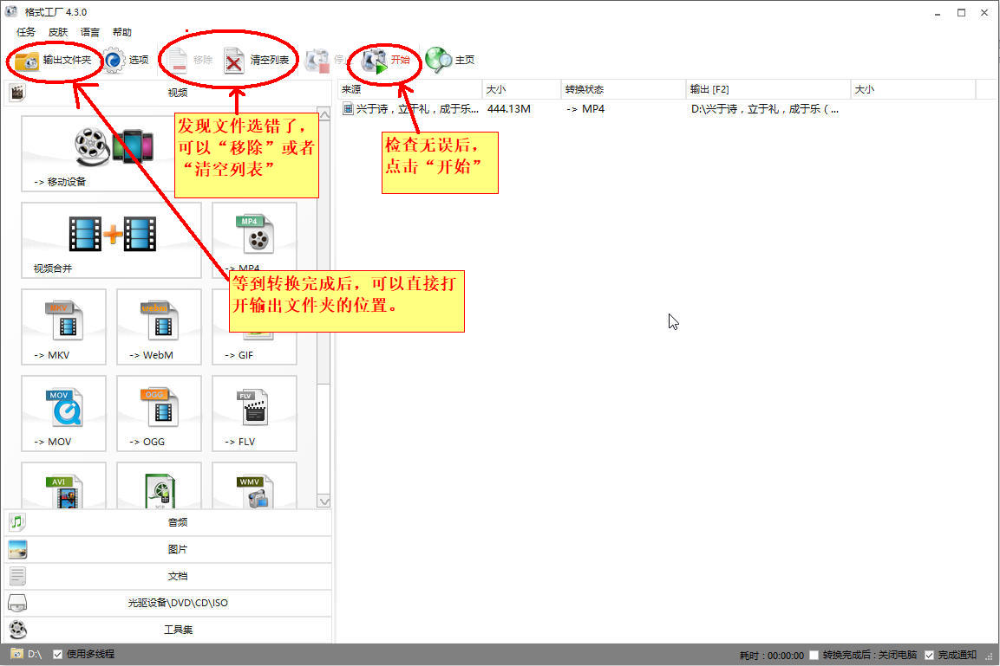 格式工厂 4.3.0
任务 皮肤 语言 帮助
输出文件夹 选项 移除 清空列表 停 开始 主页
视频
来源 大小 转换状态 输出 [F2] 大小
兴于诗，立于礼，成于乐... 444.13M -> MP4 D:\兴于诗，立于礼，成于乐（...
发现文件选错了，
可以“移除”或者
“清空列表”
检查无误后，
点击“开始”
-> 移动设备
MP4
视频合并
-> MP4
等到转换完成后，可以直接打
开输出文件夹的位置。
MKV webm
-> MKV -> WebM -> GIF
MOV OGG FLV
-> MOV -> OGG -> FLV
AVI WMV
音频
图片
文档
光驱设备\DVD\CD\ISO
工具集
D:\ 使用多线程 耗时 : 00:00:00 转换完成后 : 关闭电脑 完成通知